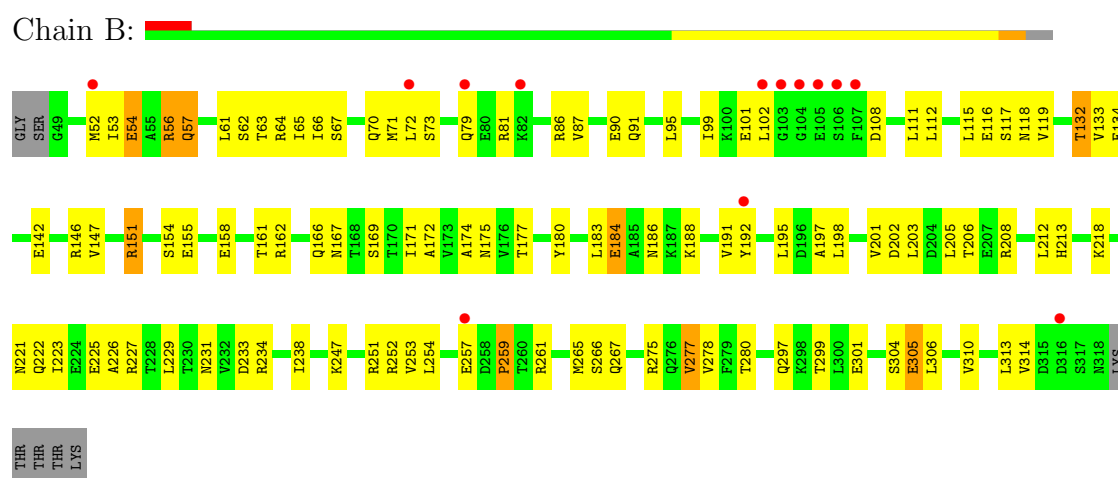 Chain B:
GLY SER G49 M52 I53 E54 A55 R56 Q57 L61 S62 T63 R64 I65 I66 S67 Q70 M71 L72 S73 Q79 E80 R81 K82 R86 V87 E90 Q91 L95 I99 K100 E101 L102 G103 G104 E105 S106 F107 D108 L111 L112 L115 E116 S117 N118 V119 T132 V133
E142 R146 V147 R151 S154 E155 E158 T161 R162 Q166 N167 T168 S169 T170 I171 A172 V173 A174 N175 V176 T177 Y180 L183 E184 A185 N186 K187 K188 V191 Y192 L195 D196 A197 L198 V201 D202 L203 D204 L205 T206 E207 R208 L212 H213 K218
N221 Q222 I223 E224 E225 A226 R227 T228 L229 T230 N231 V232 D233 R234 I238 K247 R251 R252 V253 L254 E257 D258 P259 T260 R261 M265 S266 Q267 R275 Q276 V277 V278 F279 T280 Q297 K298 T299 L300 E301 S304 E305 L306 V310 L313 V314 D315 D316 S317 N318 LYS
THR THR THR LYS